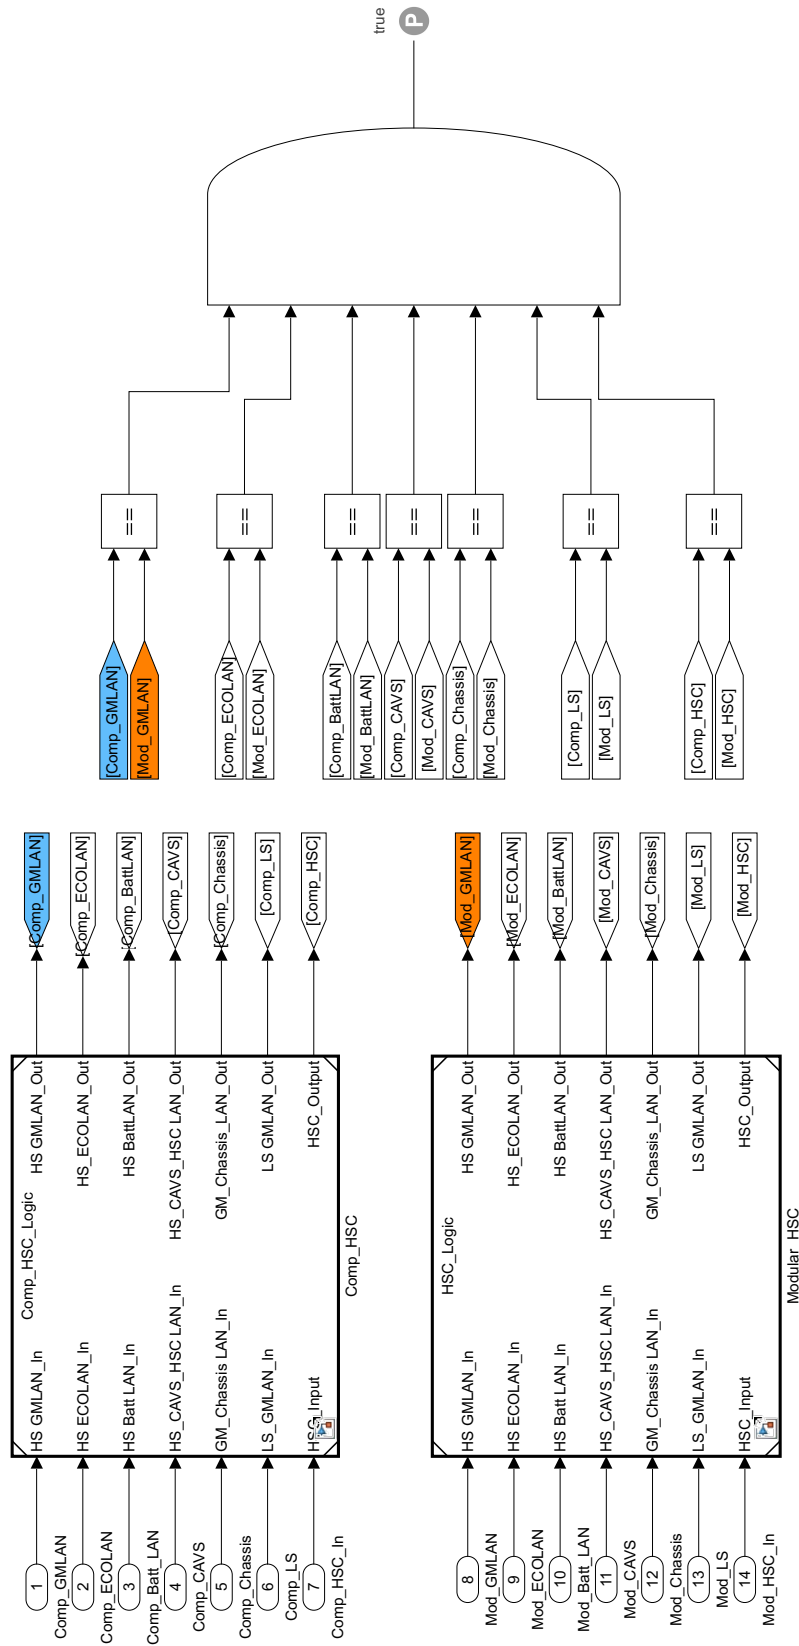 1
Comp_GMLAN
2
Comp_ECOLAN
3
Comp_Batt_LAN
4
Comp_CAVS
5
Comp_Chassis
6
Comp_LS
7
Comp_HSC_In
Comp_HSC_Logic
HS GMLAN_In
HS ECOLAN_In
HS Batt LAN_In
HS_CAVS_HSC LAN_In
GM_Chassis LAN_In
LS_GMLAN_In
HSC_Input
HS GMLAN_Out
HS_ECOLAN_Out
HS BattLAN_Out
HS_CAVS_HSC LAN_Out
GM_Chassis_LAN_Out
LS GMLAN_Out
HSC_Output
Comp_HSC
[Comp_GMLAN]
[Comp_ECOLAN]
[Comp_BattLAN]
[Comp_CAVS]
[Comp_Chassis]
[Comp_LS]
[Comp_HSC]
8
Mod_GMLAN
9
Mod_ECOLAN
10
Mod_Batt_LAN
11
Mod_CAVS
12
Mod_Chassis
13
Mod_LS
14
Mod_HSC_In
HSC_Logic
HS GMLAN_In
HS ECOLAN_In
HS Batt LAN_In
HS_CAVS_HSC LAN_In
GM_Chassis LAN_In
LS_GMLAN_In
HSC_Input
HS GMLAN_Out
HS_ECOLAN_Out
HS BattLAN_Out
HS_CAVS_HSC LAN_Out
GM_Chassis_LAN_Out
LS GMLAN_Out
HSC_Output
Modular HSC
[Mod_GMLAN]
[Mod_ECOLAN]
[Mod_BattLAN]
[Mod_CAVS]
[Mod_Chassis]
[Mod_LS]
[Mod_HSC]
[Comp_GMLAN]
[Mod_GMLAN]
==
[Comp_ECOLAN]
[Mod_ECOLAN]
==
[Comp_BattLAN]
[Mod_BattLAN]
==
[Comp_CAVS]
[Mod_CAVS]
==
[Comp_Chassis]
[Mod_Chassis]
==
[Comp_LS]
[Mod_LS]
==
[Comp_HSC]
[Mod_HSC]
==
true
P